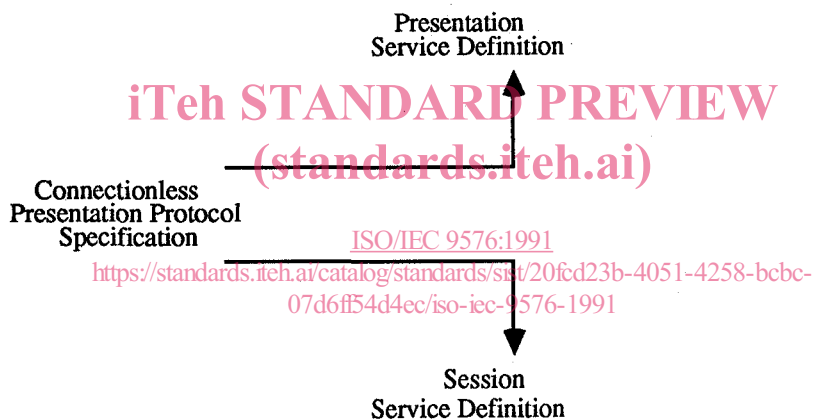 Presentation
Service Definition
iTeh STANDARD PREVIEW
(standards.iteh.ai)
Connectionless
Presentation Protocol
Specification
ISO/IEC 9576:1991
https://standards.iteh.ai/catalog/standards/sist/20fcd23b-4051-4258-bcbc-
07d6ff54d4ec/iso-iec-9576-1991
Session
Service Definition